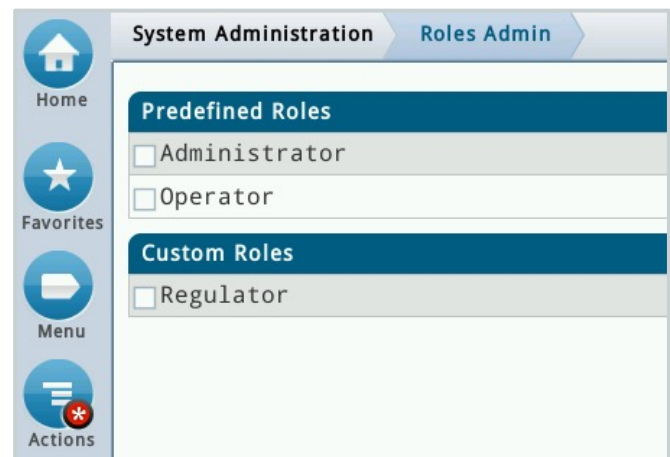 System Administration
Roles Admin
Home
Predefined Roles
Administrator
Operator
Favorites
Custom Roles
Regulator
Menu
Actions